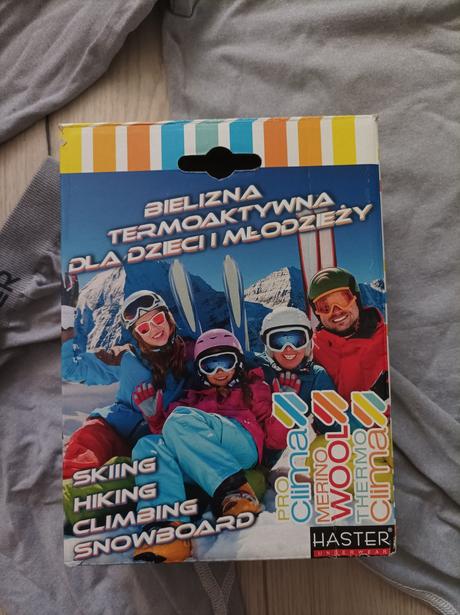 BIELIZNA
TERMOAKTYWNA
DLA DZIECI I MŁODZIEŻY
SKIING
HIKING
CLIMBING
SNOWBOARD
PRO
Clima
MERINO
WOOL
THERMO
Clima
HASTER
UNDERWEAR